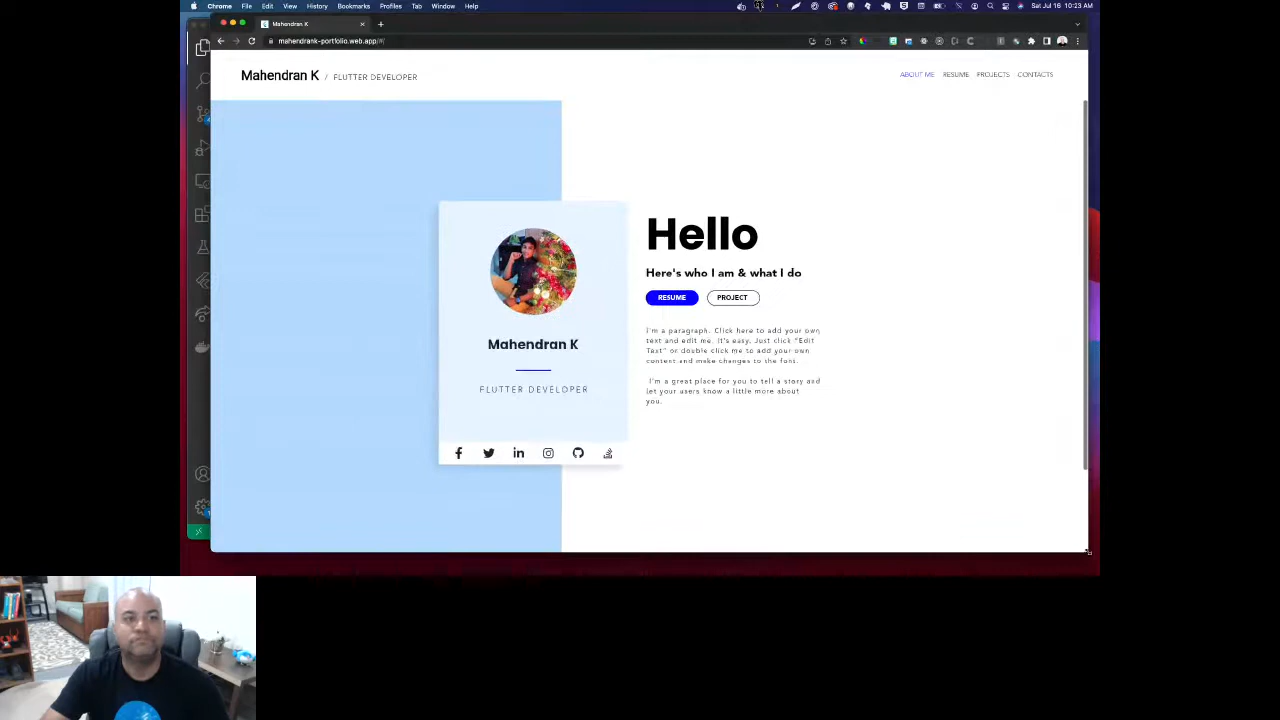 Chrome File Edit View History Bookmarks Profiles Tab Window Help
Sat Jul 16 10:23 AM
Mahendran K
mahendrank-portfolio.web.app/#/
Mahendran K / FLUTTER DEVELOPER
ABOUT ME RESUME PROJECTS CONTACTS
Hello
Here's who I am & what I do
RESUME PROJECT
I'm a paragraph. Click here to add your own
text and edit me. It's easy. Just click "Edit
Text" or double click me to add your own
content and make changes to the font.
I'm a great place for you to tell a story and
let your users know a little more about
you.
Mahendran K
FLUTTER DEVELOPER